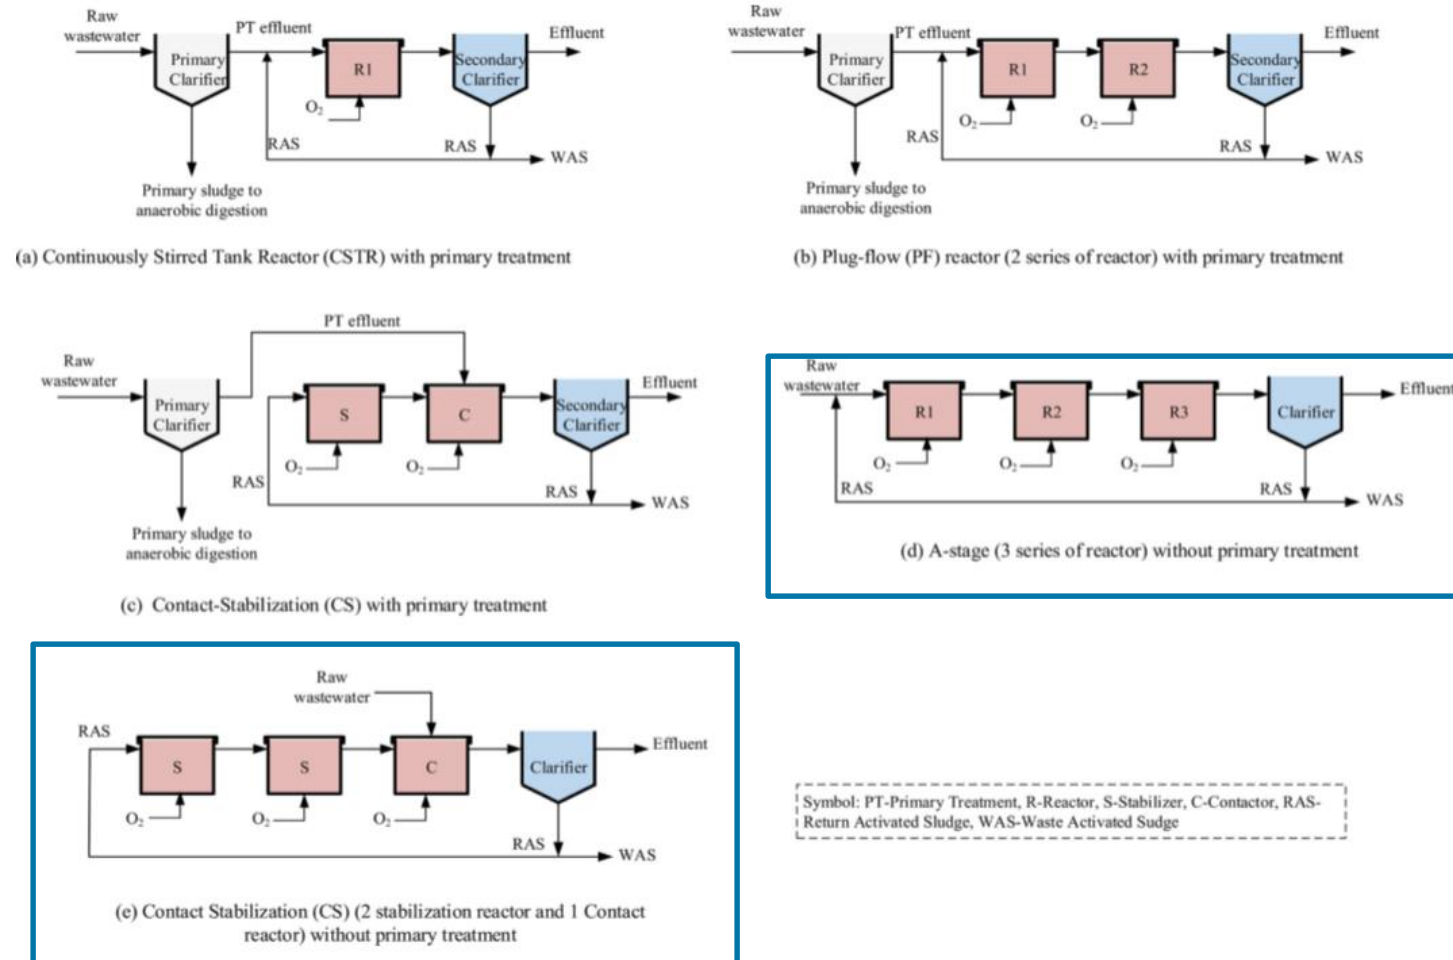 Raw
wastewater
PT effluent
Effluent
Primary
Clarifier
R1
Secondary
Clarifier
O₂
RAS
RAS
WAS
Primary sludge to
anaerobic digestion
(a) Continuously Stirred Tank Reactor (CSTR) with primary treatment
Raw
wastewater
PT effluent
Effluent
Primary
Clarifier
R1
R2
Secondary
Clarifier
O₂
O₂
RAS
RAS
WAS
Primary sludge to
anaerobic digestion
(b) Plug-flow (PF) reactor (2 series of reactor) with primary treatment
PT effluent
Raw
wastewater
Effluent
Primary
Clarifier
S
C
Secondary
Clarifier
O₂
O₂
RAS
RAS
WAS
Primary sludge to
anaerobic digestion
(c) Contact-Stabilization (CS) with primary treatment
Raw
wastewater
Effluent
R1
R2
R3
Clarifier
O₂
O₂
O₂
RAS
RAS
WAS
(d) A-stage (3 series of reactor) without primary treatment
Raw
wastewater
RAS
Effluent
S
S
C
Clarifier
O₂
O₂
O₂
RAS
WAS
(e) Contact Stabilization (CS) (2 stabilization reactor and 1 Contact
reactor) without primary treatment
Symbol: PT-Primary Treatment, R-Reactor, S-Stabilizer, C-Contactor, RAS-
Return Activated Sludge, WAS-Waste Activated Sudge